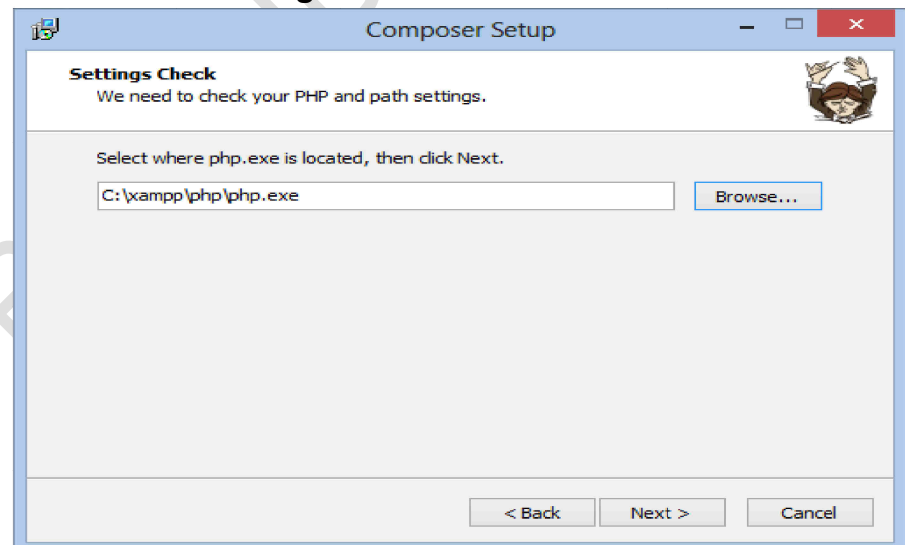 Composer Setup
Settings Check
We need to check your PHP and path settings.
Select where php.exe is located, then click Next.
C:\xampp\php\php.exe
Browse...
< Back
Next >
Cancel